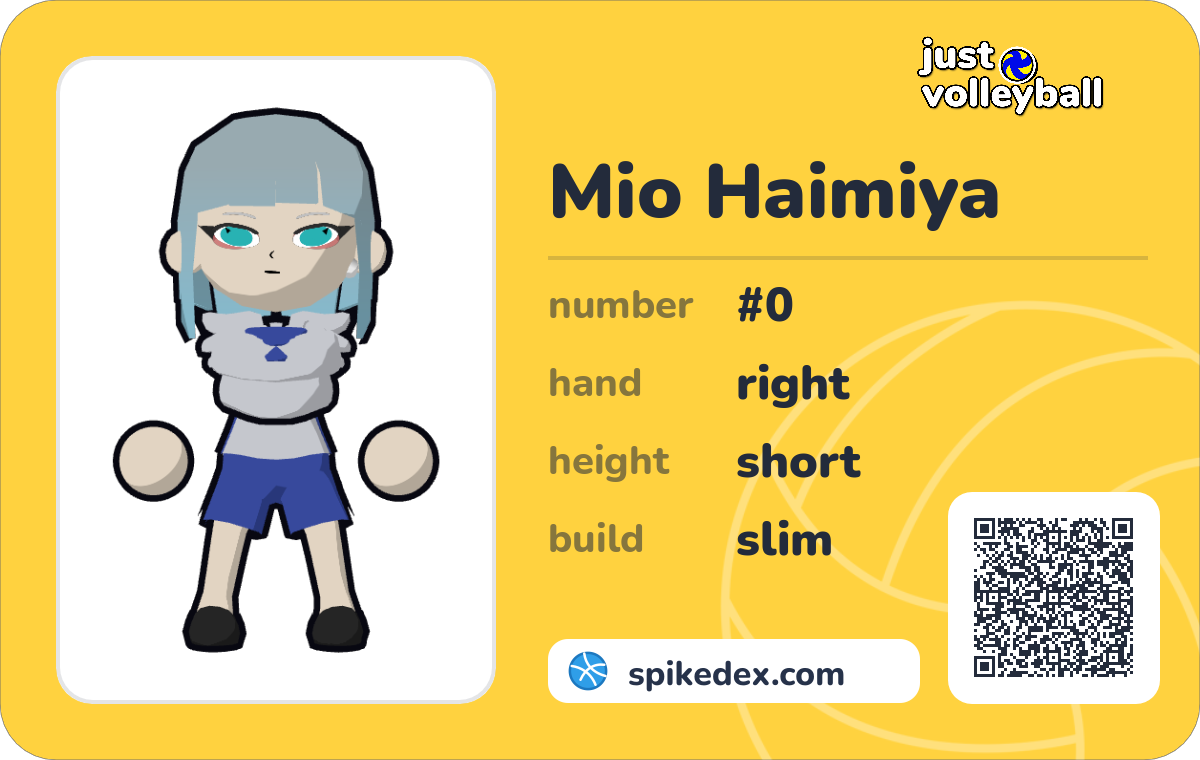 just
volleyball
Mio Haimiya
number #0
hand right
height short
build slim
spikedex.com